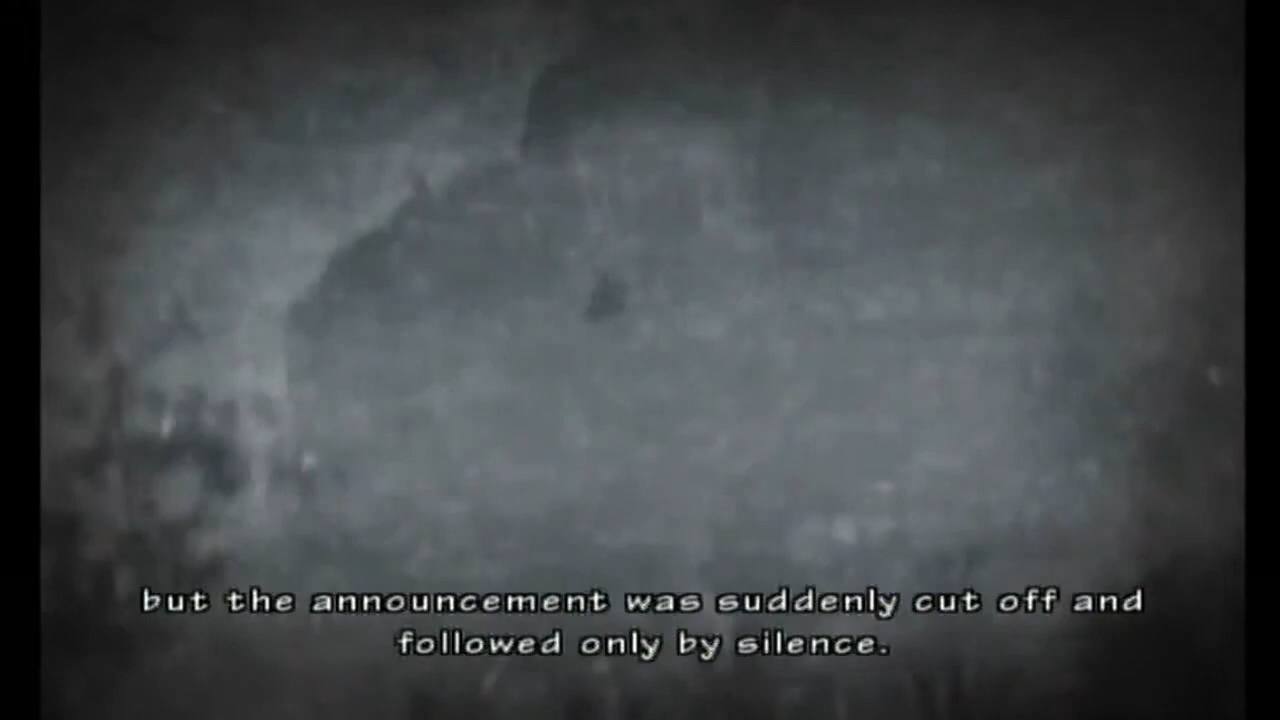 but the announcement was suddenly cut off and
followed only by silence.